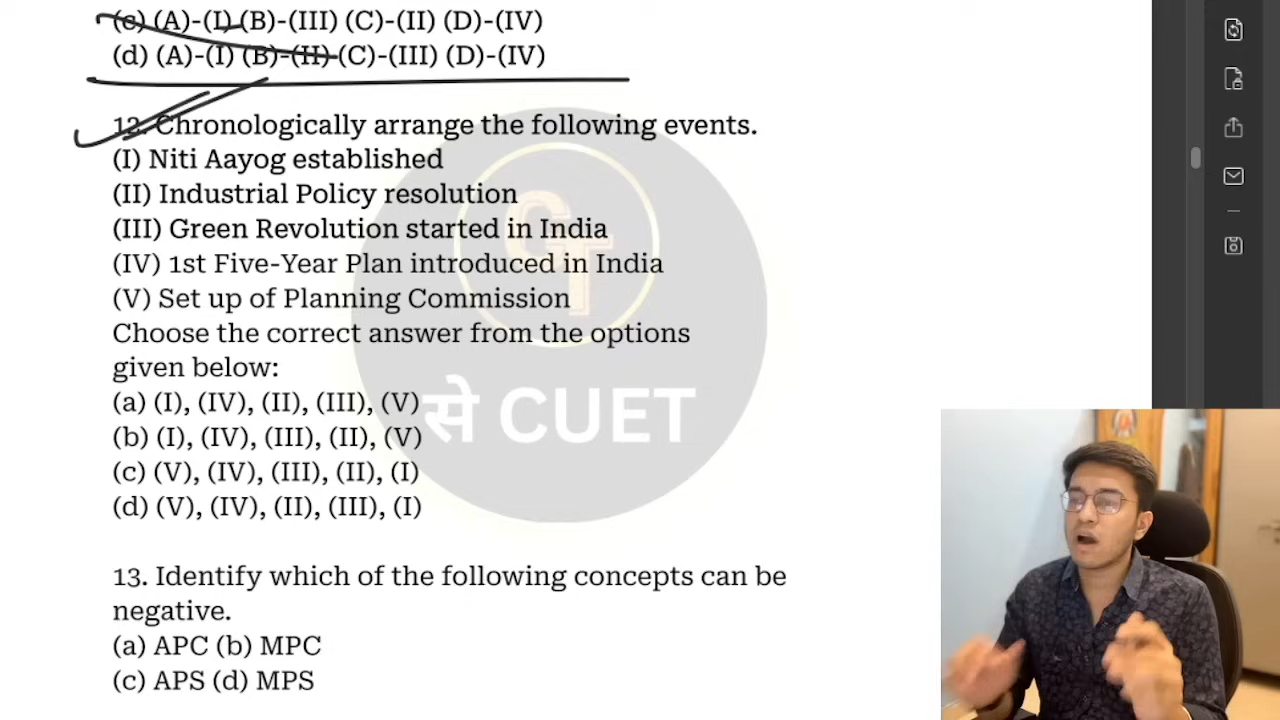 (c) (A)-(I) (B)-(III) (C)-(II) (D)-(IV)
(d) (A)-(I) (B)-(II) (C)-(III) (D)-(IV)
12. Chronologically arrange the following events.
(I) Niti Aayog established
(II) Industrial Policy resolution
(III) Green Revolution started in India
(IV) 1st Five-Year Plan introduced in India
(V) Set up of Planning Commission
Choose the correct answer from the options
given below:
(a) (I), (IV), (II), (III), (V)
(b) (I), (IV), (III), (II), (V)
(c) (V), (IV), (III), (II), (I)
(d) (V), (IV), (II), (III), (I)
GT
से CUET
13. Identify which of the following concepts can be
negative.
(a) APC (b) MPC
(c) APS (d) MPS